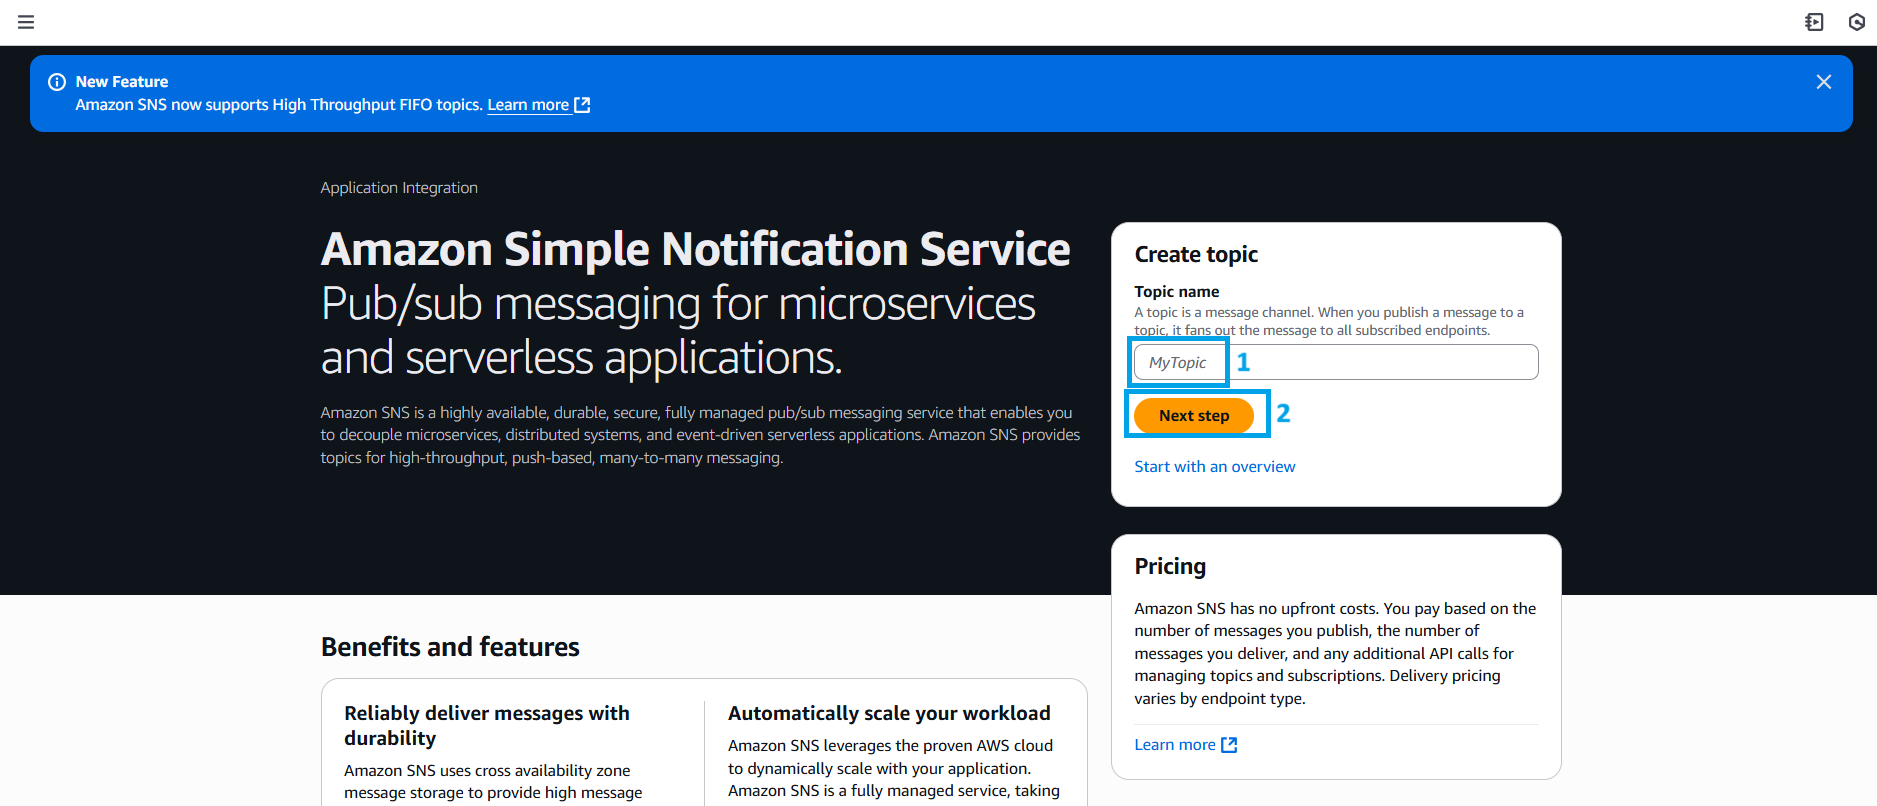 New Feature
Amazon SNS now supports High Throughput FIFO topics. Learn more
Application Integration
Amazon Simple Notification Service
Pub/sub messaging for microservices
and serverless applications.
Amazon SNS is a highly available, durable, secure, fully managed pub/sub messaging service that enables you
to decouple microservices, distributed systems, and event-driven serverless applications. Amazon SNS provides
topics for high-throughput, push-based, many-to-many messaging.
Create topic
Topic name
A topic is a message channel. When you publish a message to a
topic, it fans out the message to all subscribed endpoints.
MyTopic 1
Next step 2
Start with an overview
Pricing
Amazon SNS has no upfront costs. You pay based on the
number of messages you publish, the number of
messages you deliver, and any additional API calls for
managing topics and subscriptions. Delivery pricing
varies by endpoint type.
Learn more
Benefits and features
Reliably deliver messages with
durability
Amazon SNS uses cross availability zone
message storage to provide high message
Automatically scale your workload
Amazon SNS leverages the proven AWS cloud
to dynamically scale with your application.
Amazon SNS is a fully managed service, taking